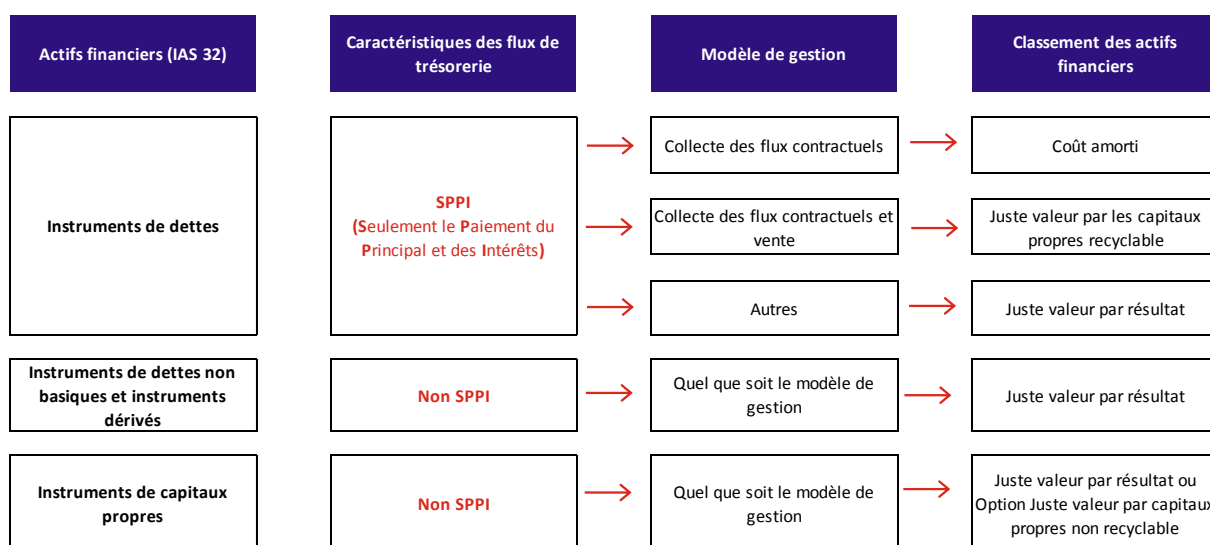 Actifs financiers (IAS 32)
Caractéristiques des flux de
trésorerie
Modèle de gestion
Classement des actifs
financiers
Instruments de dettes
SPPI
(Seulement le Paiement du
Principal et des Intérêts)
Collecte des flux contractuels
Coût amorti
Collecte des flux contractuels et
vente
Juste valeur par les capitaux
propres recyclable
Autres
Juste valeur par résultat
Instruments de dettes non
basiques et instruments
dérivés
Non SPPI
Quel que soit le modèle de
gestion
Juste valeur par résultat
Instruments de capitaux
propres
Non SPPI
Quel que soit le modèle de
gestion
Juste valeur par résultat ou
Option Juste valeur par capitaux
propres non recyclable